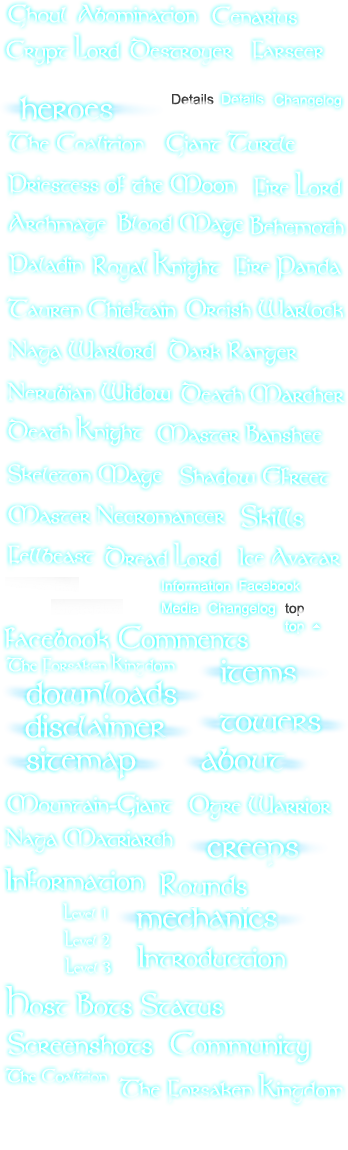 Ghoul Abomination Cenarius
Crypt Lord Destroyer Farseer
Details Details Changelog
heroes
The Coalition Giant Turtle
Priestess of the Moon Fire Lord
Archmage Blood Mage Behemoth
Paladin Royal Knight Fire Panda
Tauren Chieftain Orcish Warlock
Naga Warlord Dark Ranger
Nerubian Widow Death Marcher
Death Knight Master Banshee
Skeleton Mage Shadow Threet
Master Necromancer Skills
Fellbeast Dread Lord Ice Avatar
Information Facebook
Media Changelog top
top ^
Facebook Comments
The Forsaken Kingdom
items
downloads
disclaimer towers
sitemap about
Mountain-Giant Ogre Warrior
Naga Matriarch
creeps
Information Rounds
Level 1 mechanics
Level 2
Level 3 Introduction
Host Bots Status
Screenshots Community
The Coalition
The Forsaken Kingdom